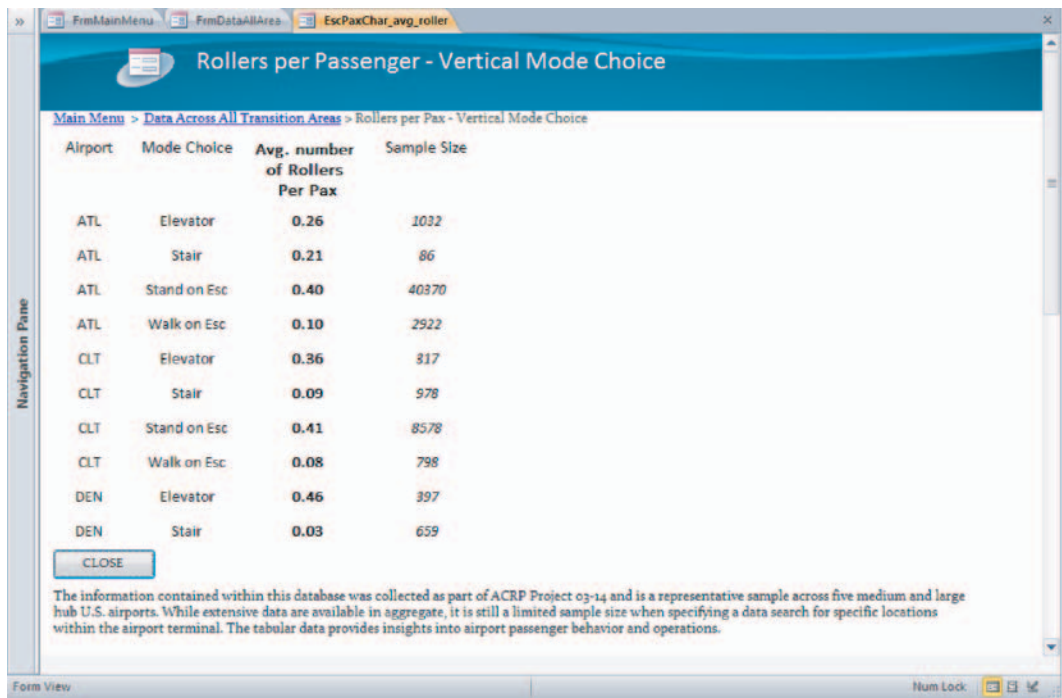 FrmMainMenu FrmDataAllArea EscPaxChar_avg_roller
Rollers per Passenger - Vertical Mode Choice
Main Menu > Data Across All Transition Areas > Rollers per Pax - Vertical Mode Choice
Airport Mode Choice Avg. number of Rollers Per Pax Sample Size
ATL Elevator 0.26 1032
ATL Stair 0.21 86
ATL Stand on Esc 0.40 40370
ATL Walk on Esc 0.10 2922
CLT Elevator 0.36 817
CLT Stair 0.09 978
CLT Stand on Esc 0.41 8578
CLT Walk on Esc 0.08 798
DEN Elevator 0.46 397
DEN Stair 0.03 659
CLOSE
The information contained within this database was collected as part of ACRP Project 03-14 and is a representative sample across five medium and large
hub U.S. airports. While extensive data are available in aggregate, it is still a limited sample size when specifying a data search for specific locations
within the airport terminal. The tabular data provides insights into airport passenger behavior and operations.
Navigation Pane
Form View Num Lock